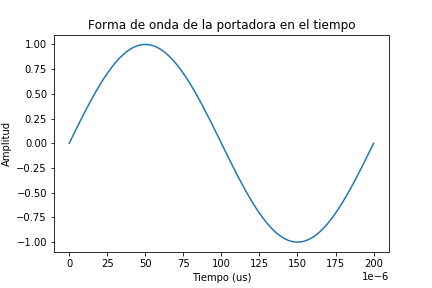 Forma de onda de la portadora en el tiempo
1.00
0.75
0.50
0.25
0.00
−0.25
−0.50
−0.75
−1.00
Amplitud
0 25 50 75 100 125 150 175 200
Tiempo (us)
1e−6